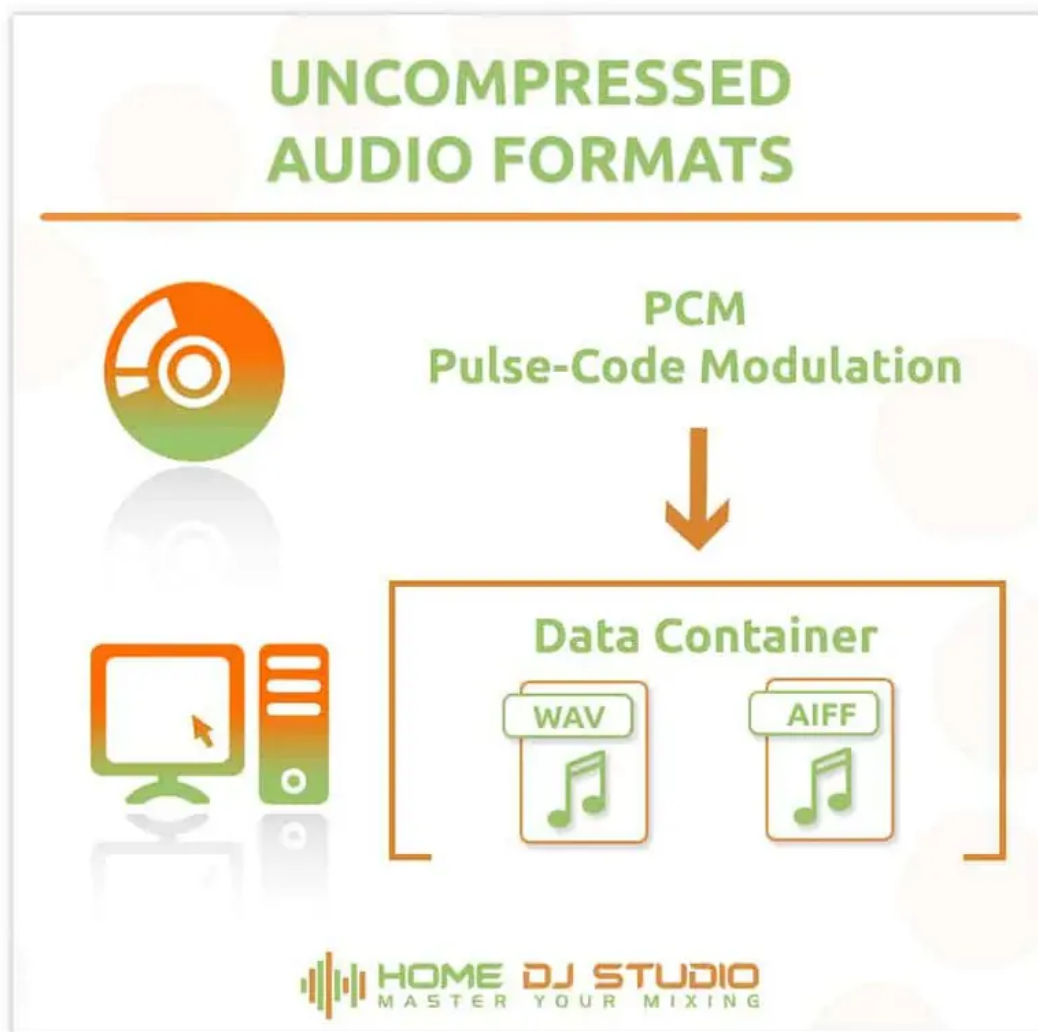 UNCOMPRESSED
AUDIO FORMATS
PCM
Pulse-Code Modulation
Data Container
WAV
AIFF
HOME DJ STUDIO
MASTER YOUR MIXING